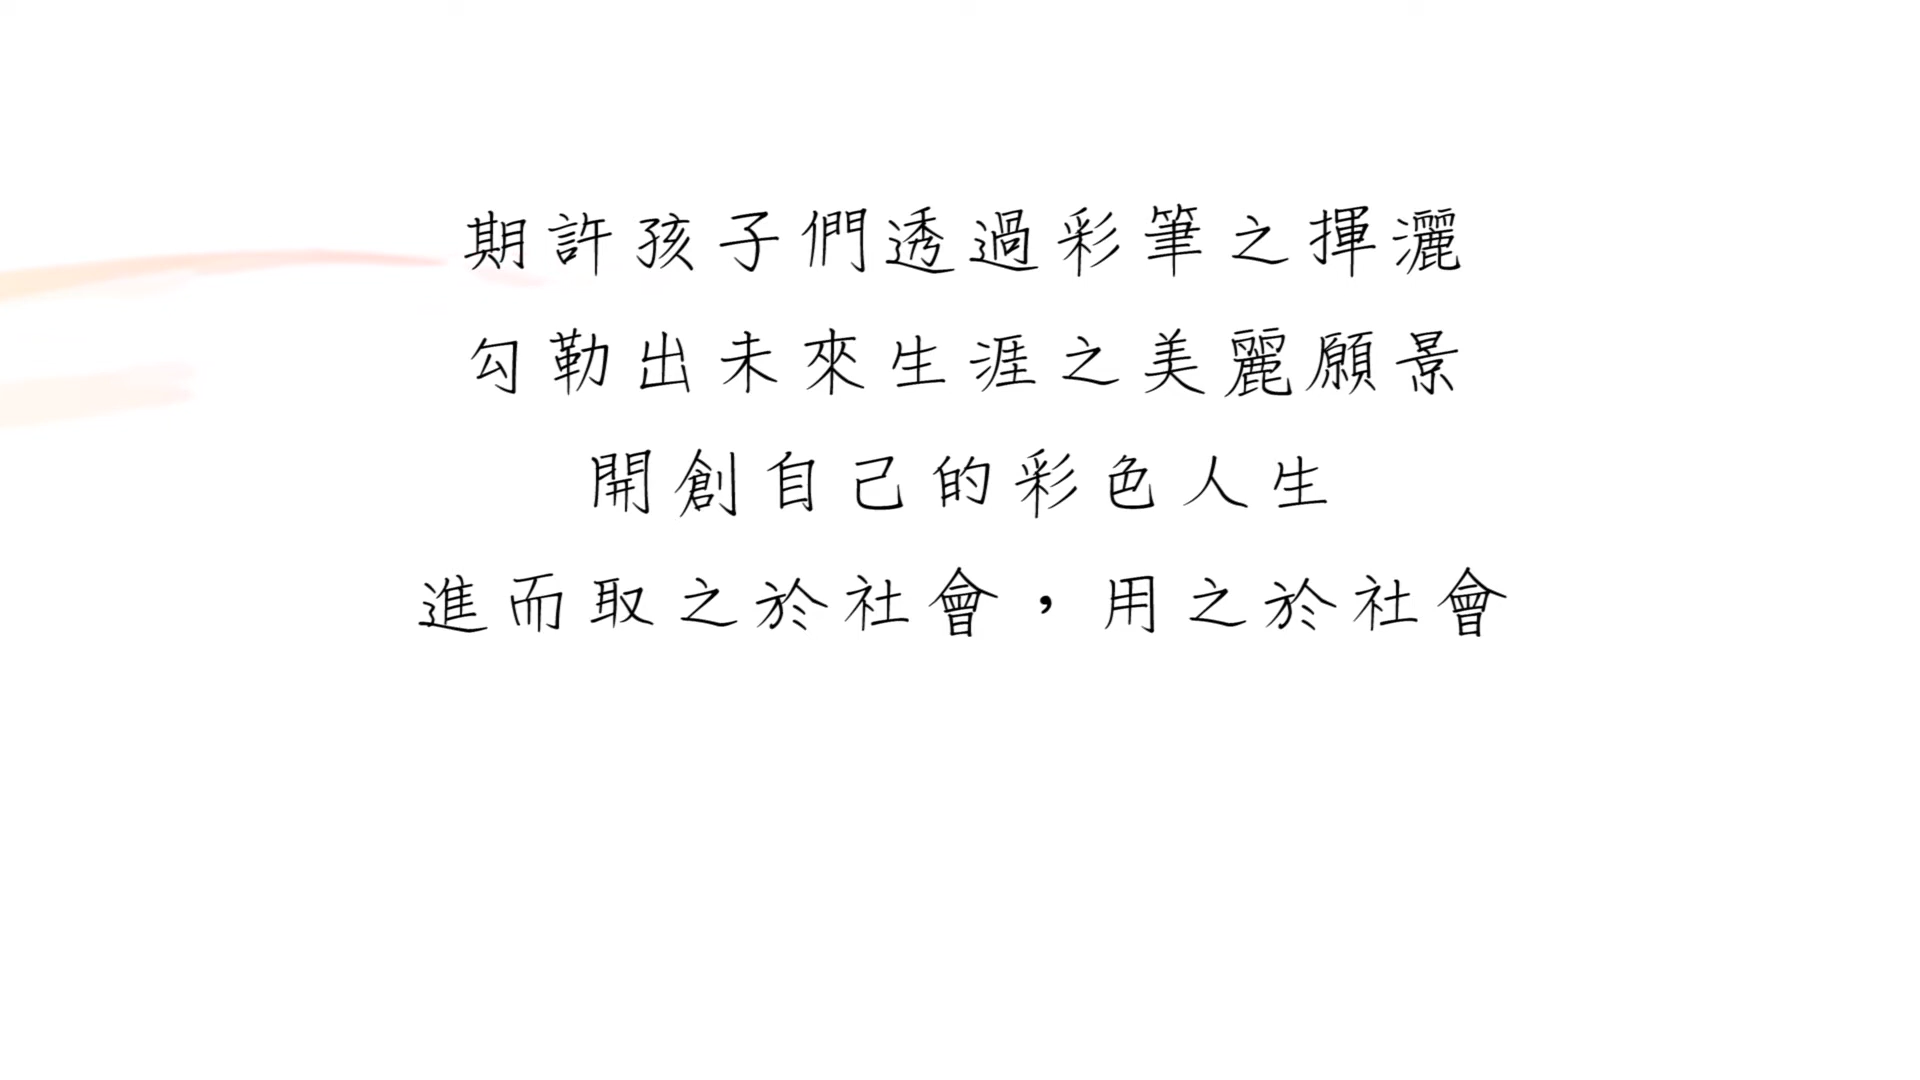 期許孩子們透過彩筆之揮灑
勾勒出未來生涯之美麗願景
開創自己的彩色人生
進而取之於社會，用之於社會